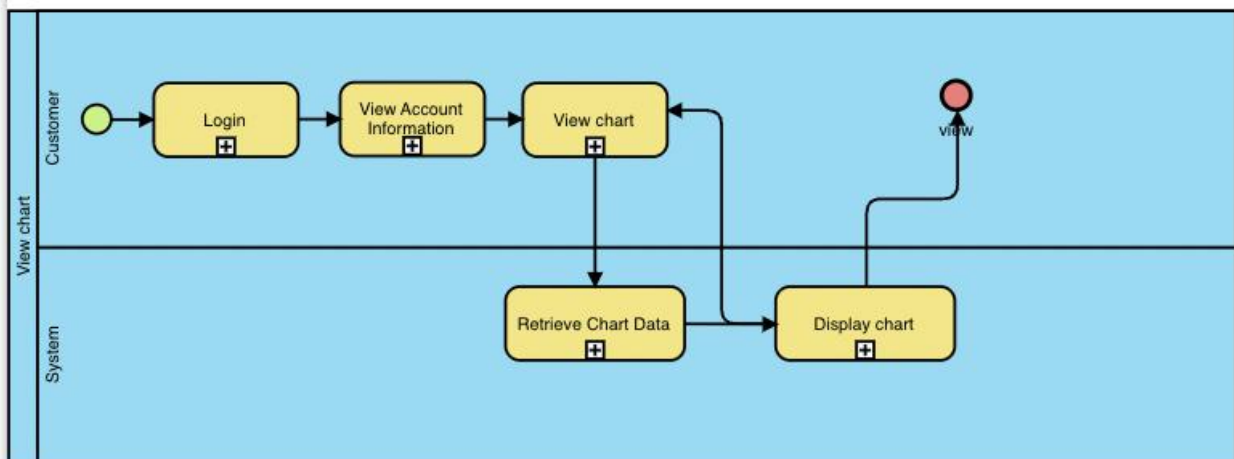 View chart
Customer
Login
View Account
Information
View chart
view
System
Retrieve Chart Data
Display chart